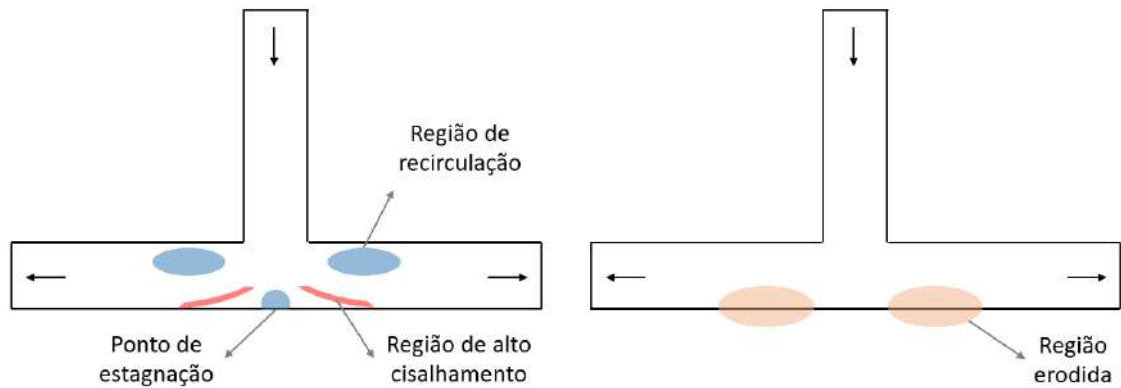 Região de
recirculação
Ponto de
estagnação
Região de alto
cisalhamento
Região
erodida